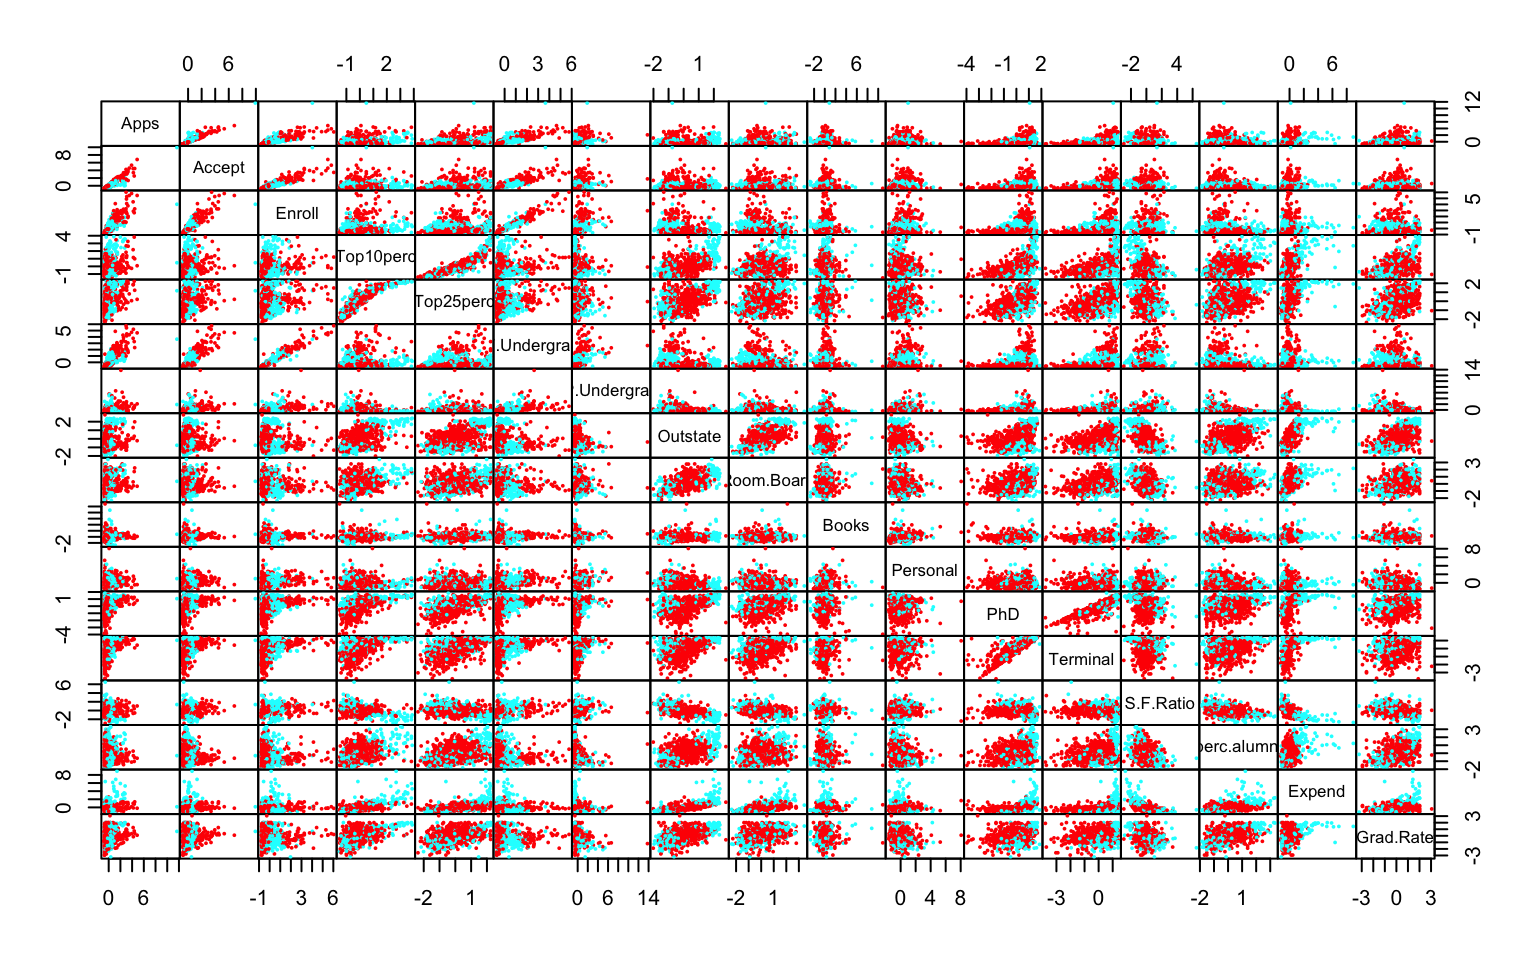 0 6 -1 2 0 3 6 -2 1 -2 6 -4 -1 2 -2 4 0 6
Apps
0 12
Accept
0 8
Enroll
-1 5
Top10perc
-1 4
Top25perc
-2 2
.Undergra
0 5
.Undergra
0 14
Outstate
-2 2
Room.Boar
-2 3
Books
-2
Personal
0 8
PhD
-4 1
Terminal
-3
S.F.Ratio
-2 6
perc.alumn
-2 3
Expend
0 8
Grad.Rate
-3 3
0 6 -1 3 6 -2 1 0 6 14 -2 1 0 4 8 -3 0 -2 1 -3 0 3